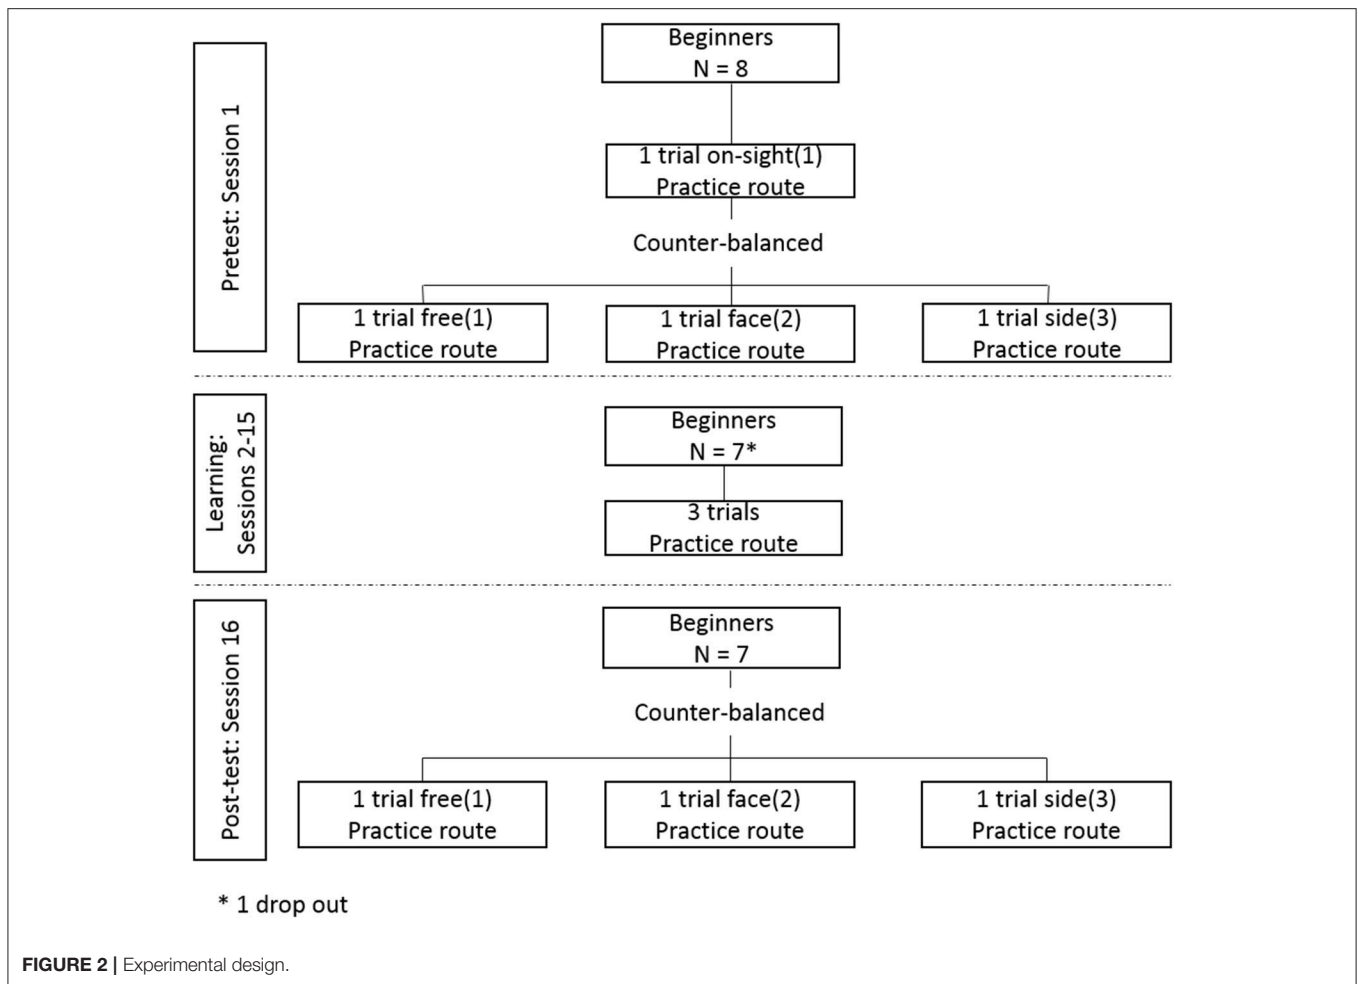 Pretest: Session 1
Beginners
N = 8
1 trial on-sight(1)
Practice route
Counter-balanced
1 trial free(1)
Practice route
1 trial face(2)
Practice route
1 trial side(3)
Practice route
Learning:
Sessions 2-15
Beginners
N = 7*
3 trials
Practice route
Post-test: Session 16
Beginners
N = 7
Counter-balanced
1 trial free(1)
Practice route
1 trial face(2)
Practice route
1 trial side(3)
Practice route
* 1 drop out
FIGURE 2 | Experimental design.